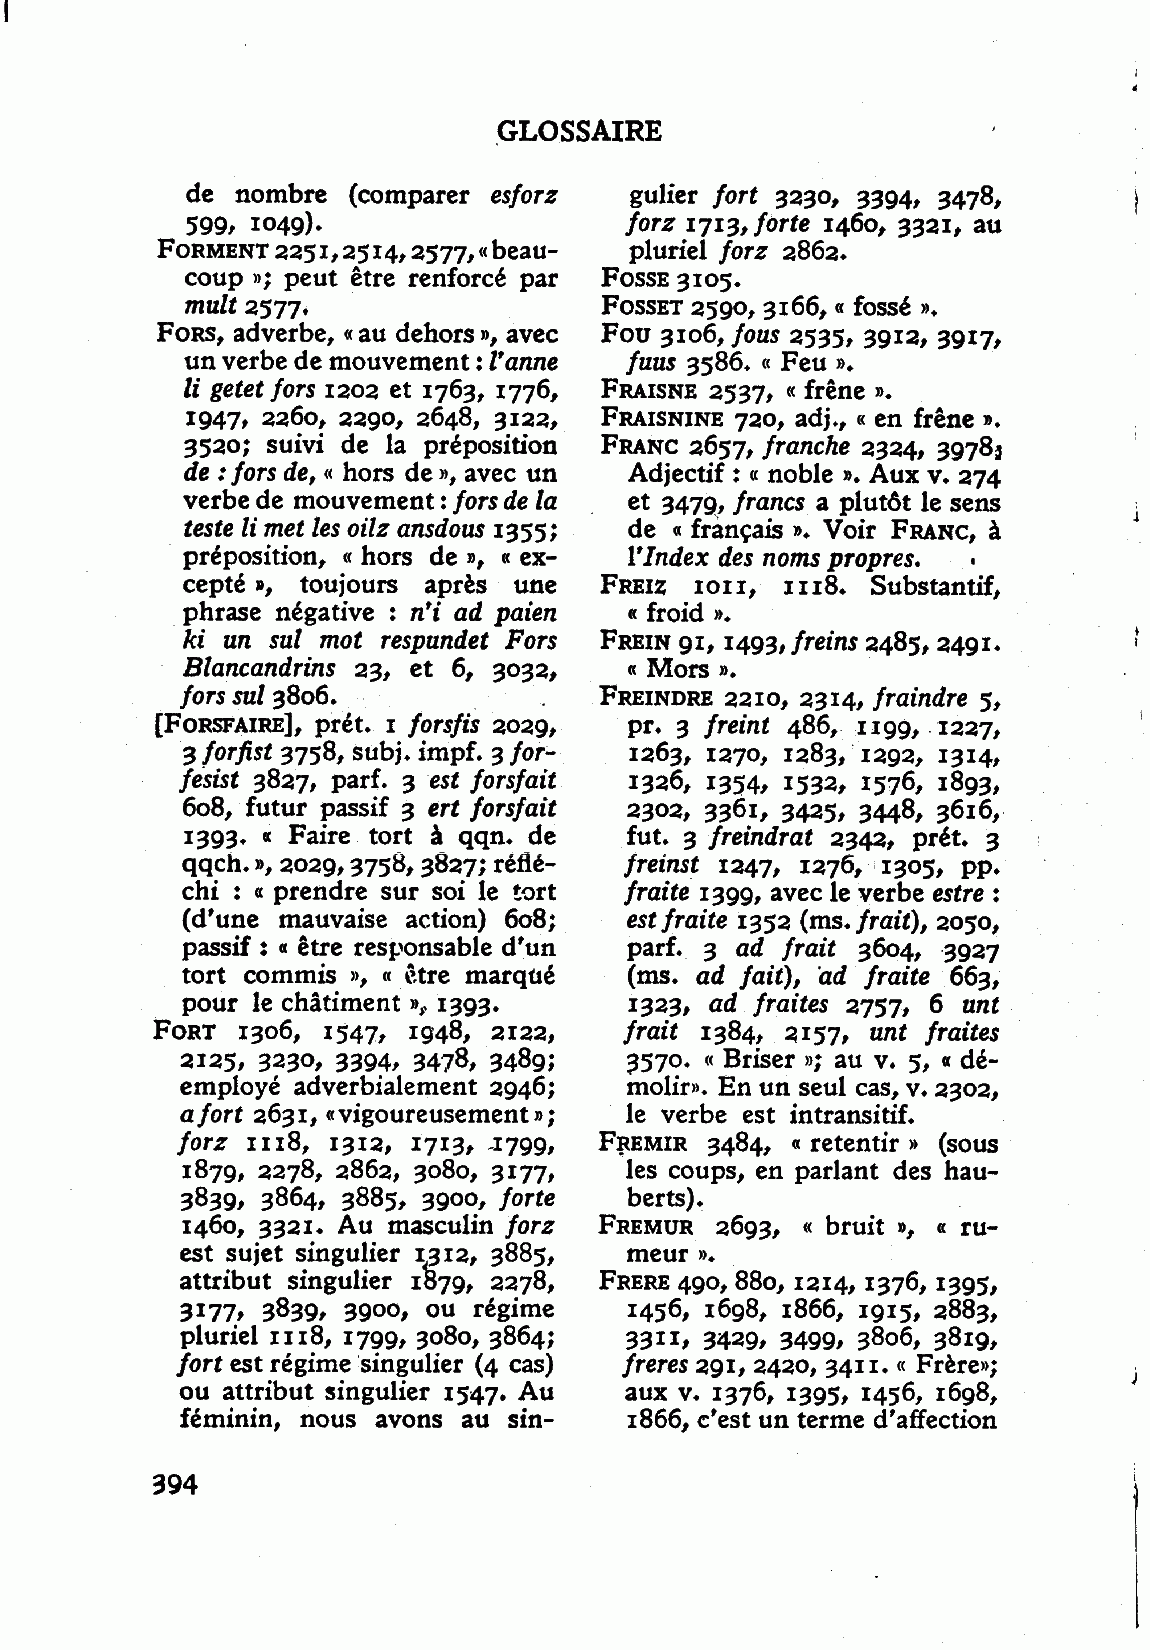 GLOSSAIRE
de nombre (comparer esforz
599, 1049).
FORMENT 2251, 2514, 2577, « beau-
coup »; peut être renforcé par
mult 2577.
FORS, adverbe, « au dehors », avec
un verbe de mouvement : l'anne
li getet fors 1202 et 1763, 1776,
1947, 2260, 2290, 2648, 3122,
3520; suivi de la préposition
de : fors de, « hors de », avec un
verbe de mouvement : fors de la
teste li met les oilz ansdous 1355;
préposition, « hors de », « ex-
cepté », toujours après une
phrase négative : n'i ad paien
ki un sul mot respundet Fors
Blancandrins 23, et 6, 3032,
fors sul 3806.
[FORSFAIRE], prét. 1 forsfis 2029,
3 forfist 3758, subj. impf. 3 for-
fesist 3827, parf. 3 est forsfait
608, futur passif 3 ert forsfait
1393. « Faire tort à qqn. de
qqch. », 2029, 3758, 3827; réflé-
chi : « prendre sur soi le tort
(d'une mauvaise action) 608;
passif : « être responsable d'un
tort commis », « être marqué
pour le châtiment », 1393.
FORT 1306, 1547, 1948, 2122,
2125, 3230, 3394, 3478, 3489;
employé adverbialement 2946;
a fort 2631, « vigoureusement »;
forz 1118, 1312, 1713, 1799,
1879, 2278, 2862, 3080, 3177,
3839, 3864, 3885, 3900, forte
1460, 3321. Au masculin forz
est sujet singulier 1312, 3885,
attribut singulier 1879, 2278,
3177, 3839, 3900, ou régime
pluriel 1118, 1799, 3080, 3864;
fort est régime singulier (4 cas)
ou attribut singulier 1547. Au
féminin, nous avons au sin-
gulier fort 3230, 3394, 3478,
forz 1713, forte 1460, 3321, au
pluriel forz 2862.
FOSSE 3105.
FOSSET 2590, 3166, « fossé ».
FOU 3106, fous 2535, 3912, 3917,
fuus 3586. « Feu ».
FRAISNE 2537, « frêne ».
FRAISNINE 720, adj., « en frêne ».
FRANC 2657, franche 2324, 3978;
Adjectif : « noble ». Aux v. 274
et 3479, francs a plutôt le sens
de « français ». Voir FRANC, à
l'Index des noms propres.
FREIZ 1011, 1118. Substantif,
« froid ».
FREIN 91, 1493, freins 2485, 2491.
« Mors ».
FREINDRE 2210, 2314, fraindre 5,
pr. 3 freint 486, 1199, 1227,
1263, 1270, 1283, 1292, 1314,
1326, 1354, 1532, 1576, 1893,
2302, 3361, 3425, 3448, 3616,
fut. 3 freindrat 2342, prét. 3
freinst 1247, 1276, 1305, pp.
fraite 1399, avec le verbe estre :
est fraite 1352 (ms. frait), 2050,
parf. 3 ad frait 3604, 3927
(ms. ad fait), ad fraite 663,
1323, ad fraites 2757, 6 unt
frait 1384, 2157, unt fraites
3570. « Briser »; au v. 5, « dé-
molir». En un seul cas, v. 2302,
le verbe est intransitif.
FREMIR 3484, « retentir » (sous
les coups, en parlant des hau-
berts).
FREMUR 2693, « bruit », « ru-
meur ».
FRERE 490, 880, 1214, 1376, 1395,
1456, 1698, 1866, 1915, 2883,
3311, 3429, 3499, 3806, 3819,
freres 291, 2420, 3411. « Frère»;
aux v. 1376, 1395, 1456, 1698,
1866, c'est un terme d'affection
394